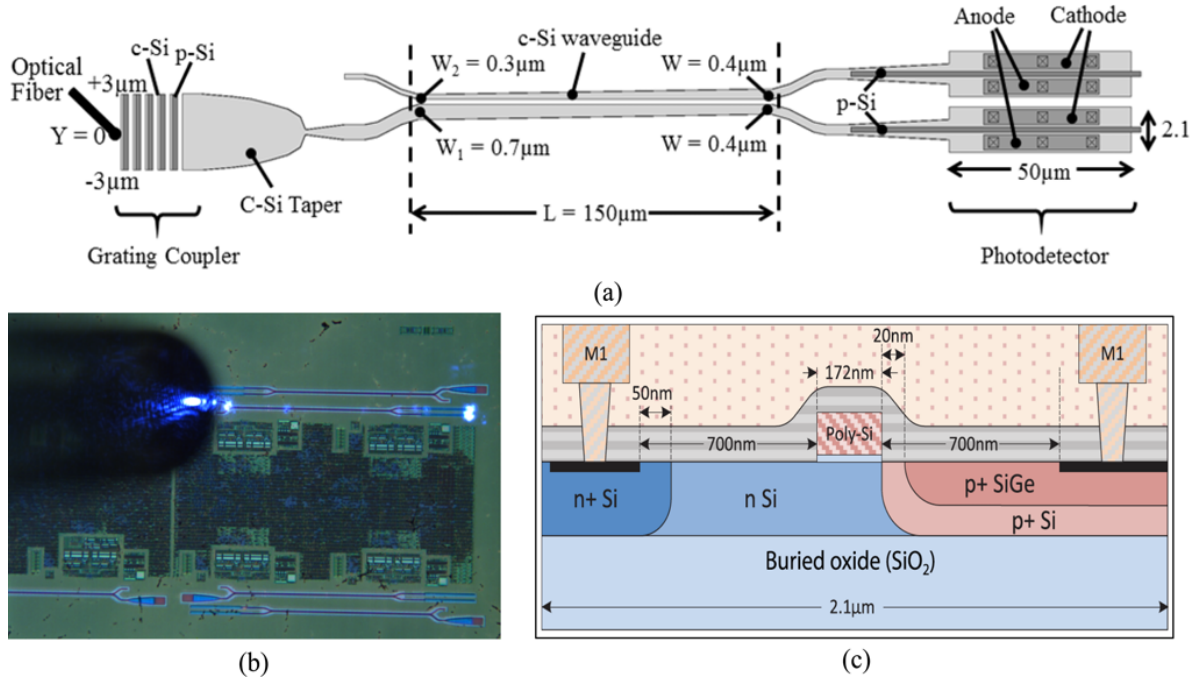 c-Si
p-Si
Optical
Fiber
+3µm
Y = 0
-3µm
C-Si Taper
Grating Coupler
c-Si waveguide
W₂ = 0.3µm
W = 0.4µm
W₁ = 0.7µm
W = 0.4µm
L = 150µm
Anode
Cathode
p-Si
2.1
50µm
Photodetector
(a)
(b)
20nm
M1
M1
172nm
50nm
Poly-Si
700nm
700nm
n+ Si
n Si
p+ SiGe
p+ Si
Buried oxide (SiO₂)
2.1µm
(c)